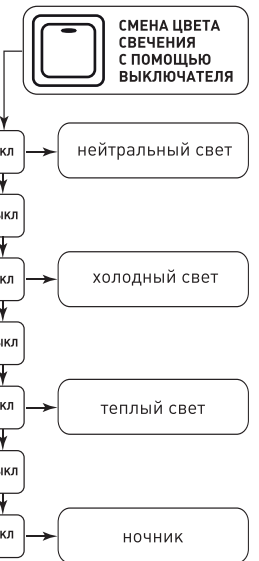 СМЕНА ЦВЕТА
СВЕЧЕНИЯ
С ПОМОЩЬЮ
ВЫКЛЮЧАТЕЛЯ
нейтральный свет
холодный свет
теплый свет
ночник